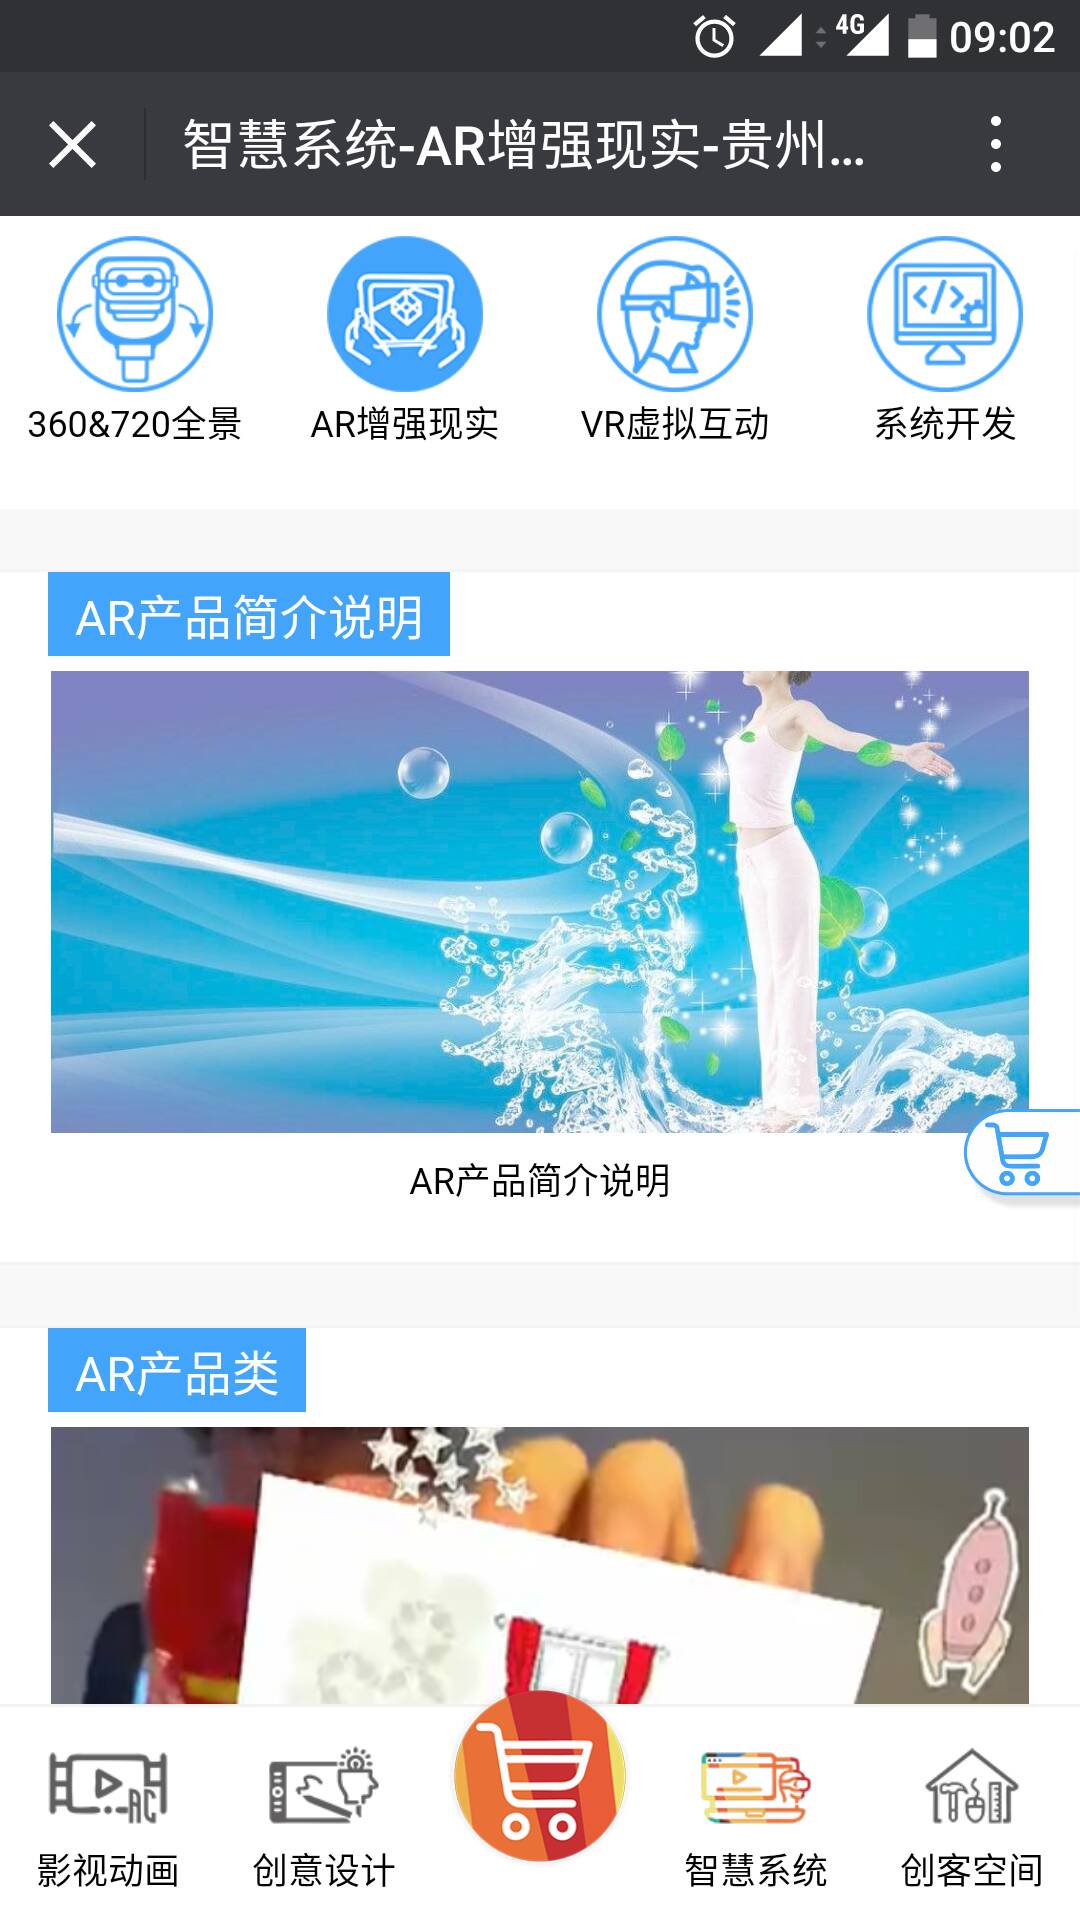 4G 09:02
智慧系统-AR增强现实-贵州...
360&720全景 AR增强现实 VR虚拟互动 系统开发
AR产品简介说明
AR产品简介说明
AR产品类
影视动画 创意设计 智慧系统 创客空间